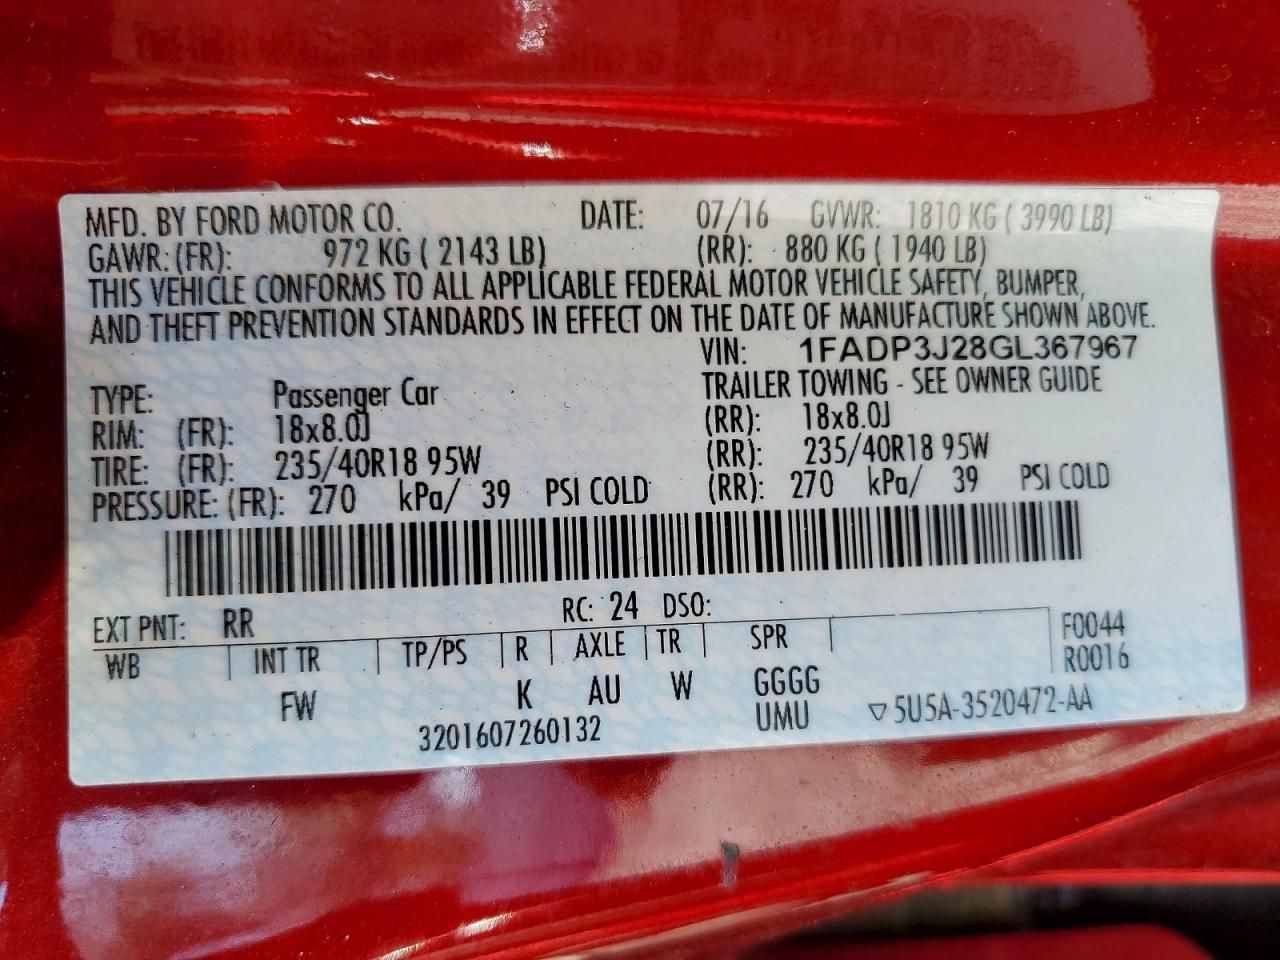 MFD. BY FORD MOTOR CO. DATE: 07/16 GVWR: 1810 KG ( 3990 LB)
GAWR: (FR): 972 KG ( 2143 LB) (RR): 880 KG ( 1940 LB)
THIS VEHICLE CONFORMS TO ALL APPLICABLE FEDERAL MOTOR VEHICLE SAFETY, BUMPER,
AND THEFT PREVENTION STANDARDS IN EFFECT ON THE DATE OF MANUFACTURE SHOWN ABOVE.
VIN: 1FADP3J28GL367967
TYPE: Passenger Car TRAILER TOWING - SEE OWNER GUIDE
RIM: (FR): 18x8.0J (RR): 18x8.0J
TIRE: (FR): 235/40R18 95W (RR): 235/40R18 95W
PRESSURE: (FR): 270 kPa/ 39 PSI COLD (RR): 270 kPa/ 39 PSI COLD
EXT PNT: RR RC: 24 DSO:
WB INT TR TP/PS R AXLE TR SPR F0044
R0016
FW K AU W GGGG
UMU ▽5U5A-3520472-AA
3201607260132